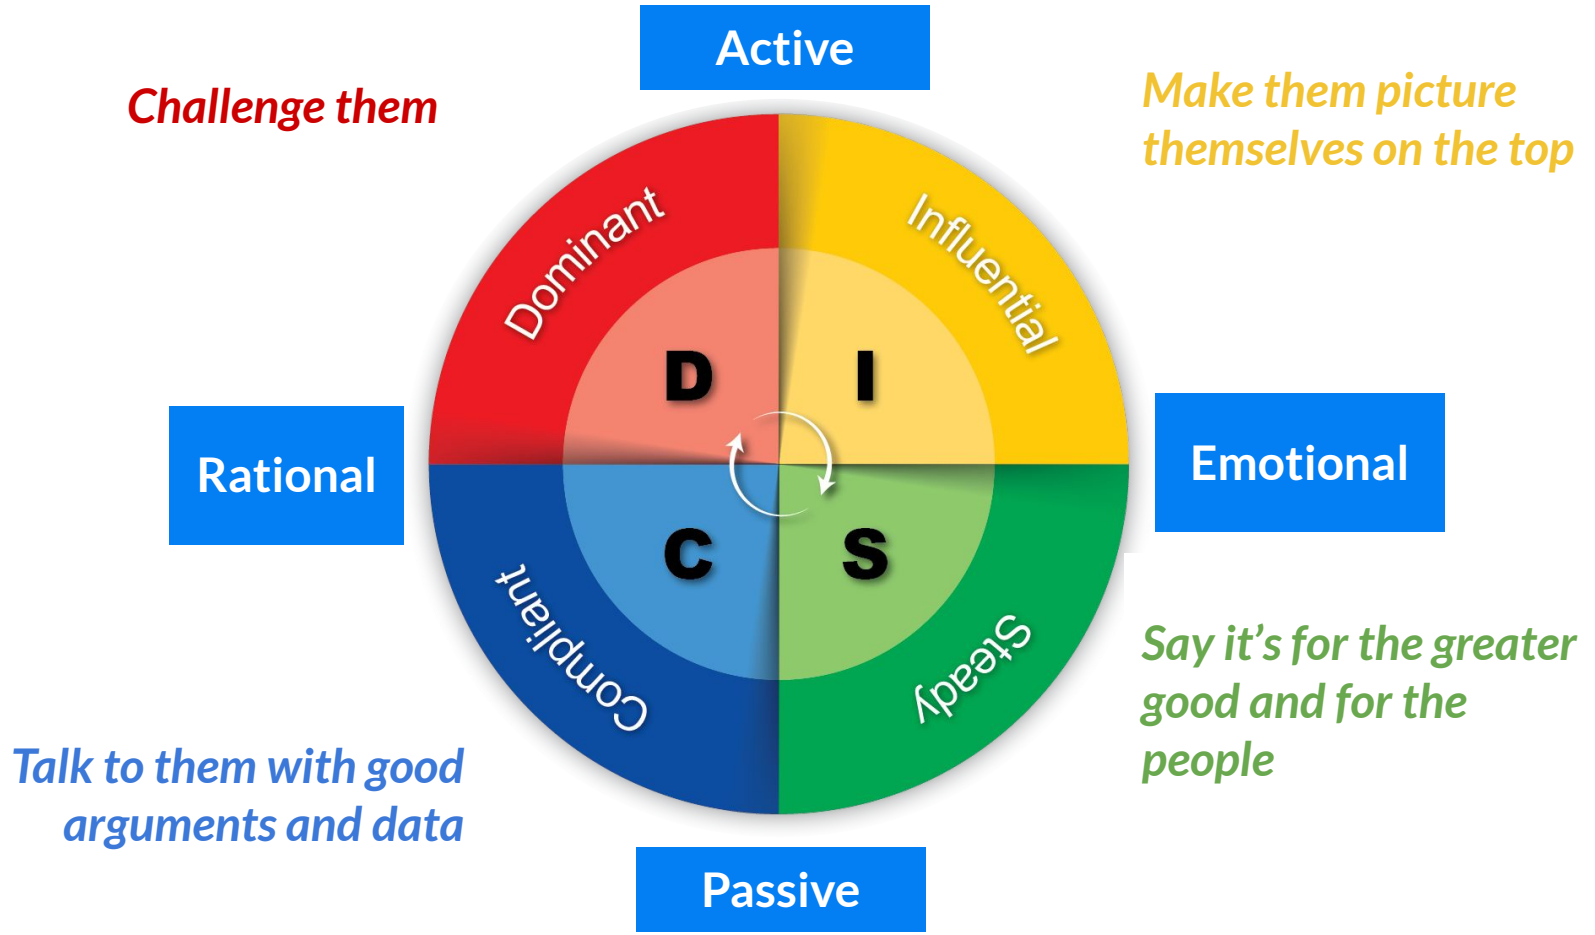 Active
Challenge them
Make them picture
themselves on the top
Dominant
Influential
D
I
Rational
Emotional
C
S
Compliant
Steady
Say it’s for the greater
good and for the
people
Talk to them with good
arguments and data
Passive